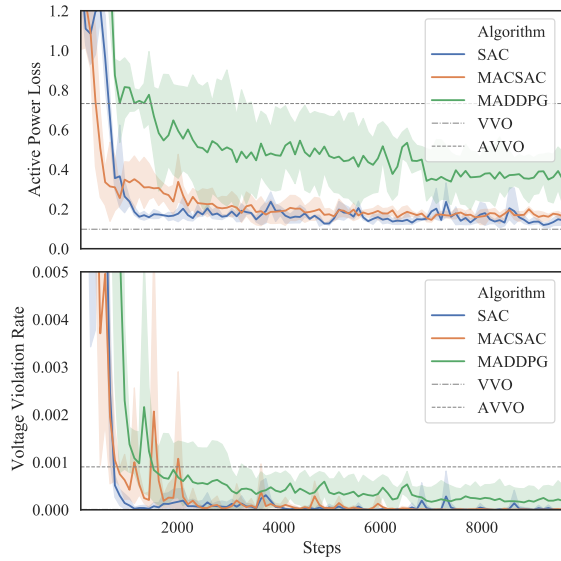 1.2
1.0
0.8
0.6
0.4
0.2
0.0
Active Power Loss
Algorithm
SAC
MACSAC
MADDPG
VVO
AVVO
0.005
0.004
0.003
0.002
0.001
0.000
Voltage Violation Rate
Algorithm
SAC
MACSAC
MADDPG
VVO
AVVO
2000 4000 6000 8000
Steps